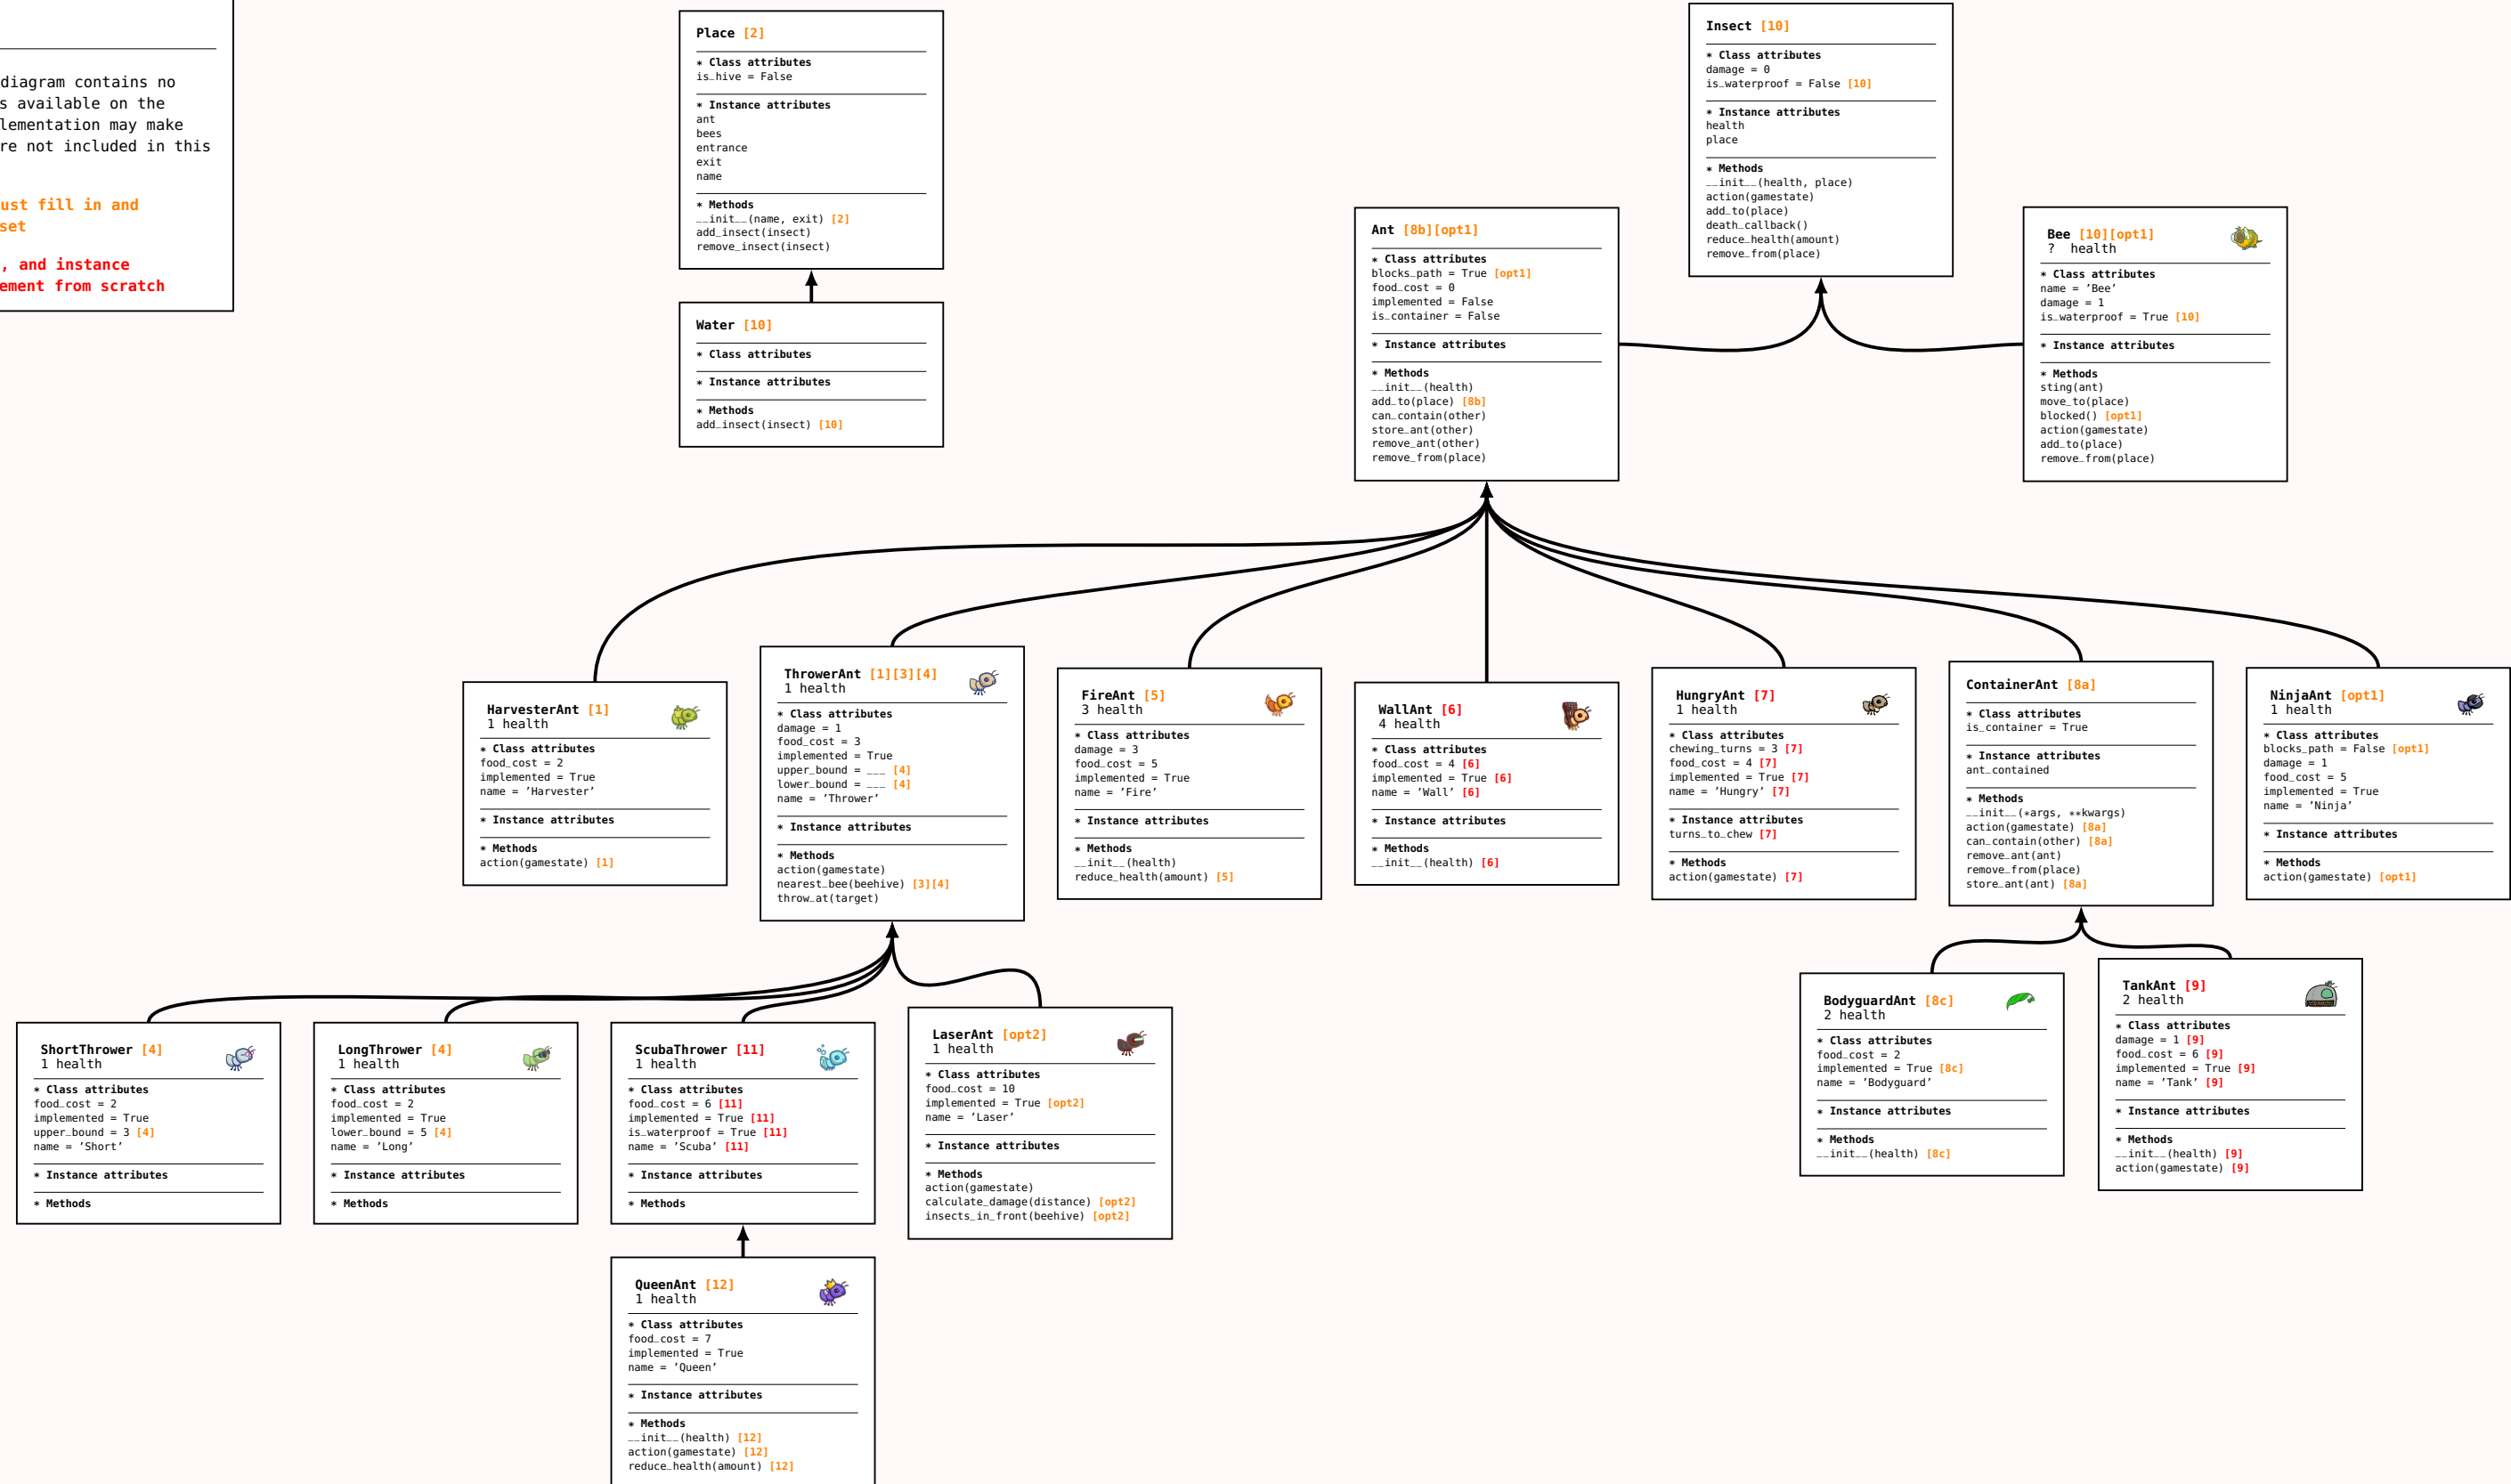 diagram contains no
s available on the
lementation may make
re not included in this
ust fill in and
set
, and instance
ement from scratch
Place [2]
* Class attributes
is_hive = False
* Instance attributes
ant
bees
entrance
exit
name
* Methods
__init__(name, exit) [2]
add_insect(insect)
remove_insect(insect)
Water [10]
* Class attributes
* Instance attributes
* Methods
add_insect(insect) [10]
Insect [10]
* Class attributes
damage = 0
is_waterproof = False [10]
* Instance attributes
health
place
* Methods
__init__(health, place)
action(gamestate)
add_to(place)
death_callback()
reduce_health(amount)
remove_from(place)
Ant [8b][opt1]
* Class attributes
blocks_path = True [opt1]
food_cost = 0
implemented = False
is_container = False
* Instance attributes
* Methods
__init__(health)
add_to(place) [8b]
can_contain(other)
store_ant(other)
remove_ant(other)
remove_from(place)
Bee [10][opt1]
? health
* Class attributes
name = ’Bee’
damage = 1
is_waterproof = True [10]
* Instance attributes
* Methods
sting(ant)
move_to(place)
blocked() [opt1]
action(gamestate)
add_to(place)
remove_from(place)
HarvesterAnt [1]
1 health
* Class attributes
food_cost = 2
implemented = True
name = ’Harvester’
* Instance attributes
* Methods
action(gamestate) [1]
ThrowerAnt [1][3][4]
1 health
* Class attributes
damage = 1
food_cost = 3
implemented = True
upper_bound = ___ [4]
lower_bound = ___ [4]
name = ’Thrower’
* Instance attributes
* Methods
action(gamestate)
nearest_bee(beehive) [3][4]
throw_at(target)
FireAnt [5]
3 health
* Class attributes
damage = 3
food_cost = 5
implemented = True
name = ’Fire’
* Instance attributes
* Methods
__init__(health)
reduce_health(amount) [5]
WallAnt [6]
4 health
* Class attributes
food_cost = 4 [6]
implemented = True [6]
name = ’Wall’ [6]
* Instance attributes
* Methods
__init__(health) [6]
HungryAnt [7]
1 health
* Class attributes
chewing_turns = 3 [7]
food_cost = 4 [7]
implemented = True [7]
name = ’Hungry’ [7]
* Instance attributes
turns_to_chew [7]
* Methods
action(gamestate) [7]
ContainerAnt [8a]
* Class attributes
is_container = True
* Instance attributes
ant_contained
* Methods
__init__(*args, **kwargs)
action(gamestate) [8a]
can_contain(other) [8a]
remove_ant(ant)
remove_from(place)
store_ant(ant) [8a]
NinjaAnt [opt1]
1 health
* Class attributes
blocks_path = False [opt1]
damage = 1
food_cost = 5
implemented = True
name = ’Ninja’
* Instance attributes
* Methods
action(gamestate) [opt1]
ShortThrower [4]
1 health
* Class attributes
food_cost = 2
implemented = True
upper_bound = 3 [4]
name = ’Short’
* Instance attributes
* Methods
LongThrower [4]
1 health
* Class attributes
food_cost = 2
implemented = True
lower_bound = 5 [4]
name = ’Long’
* Instance attributes
* Methods
ScubaThrower [11]
1 health
* Class attributes
food_cost = 6 [11]
implemented = True [11]
is_waterproof = True [11]
name = ’Scuba’ [11]
* Instance attributes
* Methods
LaserAnt [opt2]
1 health
* Class attributes
food_cost = 10
implemented = True [opt2]
name = ’Laser’
* Instance attributes
* Methods
action(gamestate)
calculate_damage(distance) [opt2]
insects_in_front(beehive) [opt2]
BodyguardAnt [8c]
2 health
* Class attributes
food_cost = 2
implemented = True [8c]
name = ’Bodyguard’
* Instance attributes
* Methods
__init__(health) [8c]
TankAnt [9]
2 health
* Class attributes
damage = 1 [9]
food_cost = 6 [9]
implemented = True [9]
name = ’Tank’ [9]
* Instance attributes
* Methods
__init__(health) [9]
action(gamestate) [9]
QueenAnt [12]
1 health
* Class attributes
food_cost = 7
implemented = True
name = ’Queen’
* Instance attributes
* Methods
__init__(health) [12]
action(gamestate) [12]
reduce_health(amount) [12]